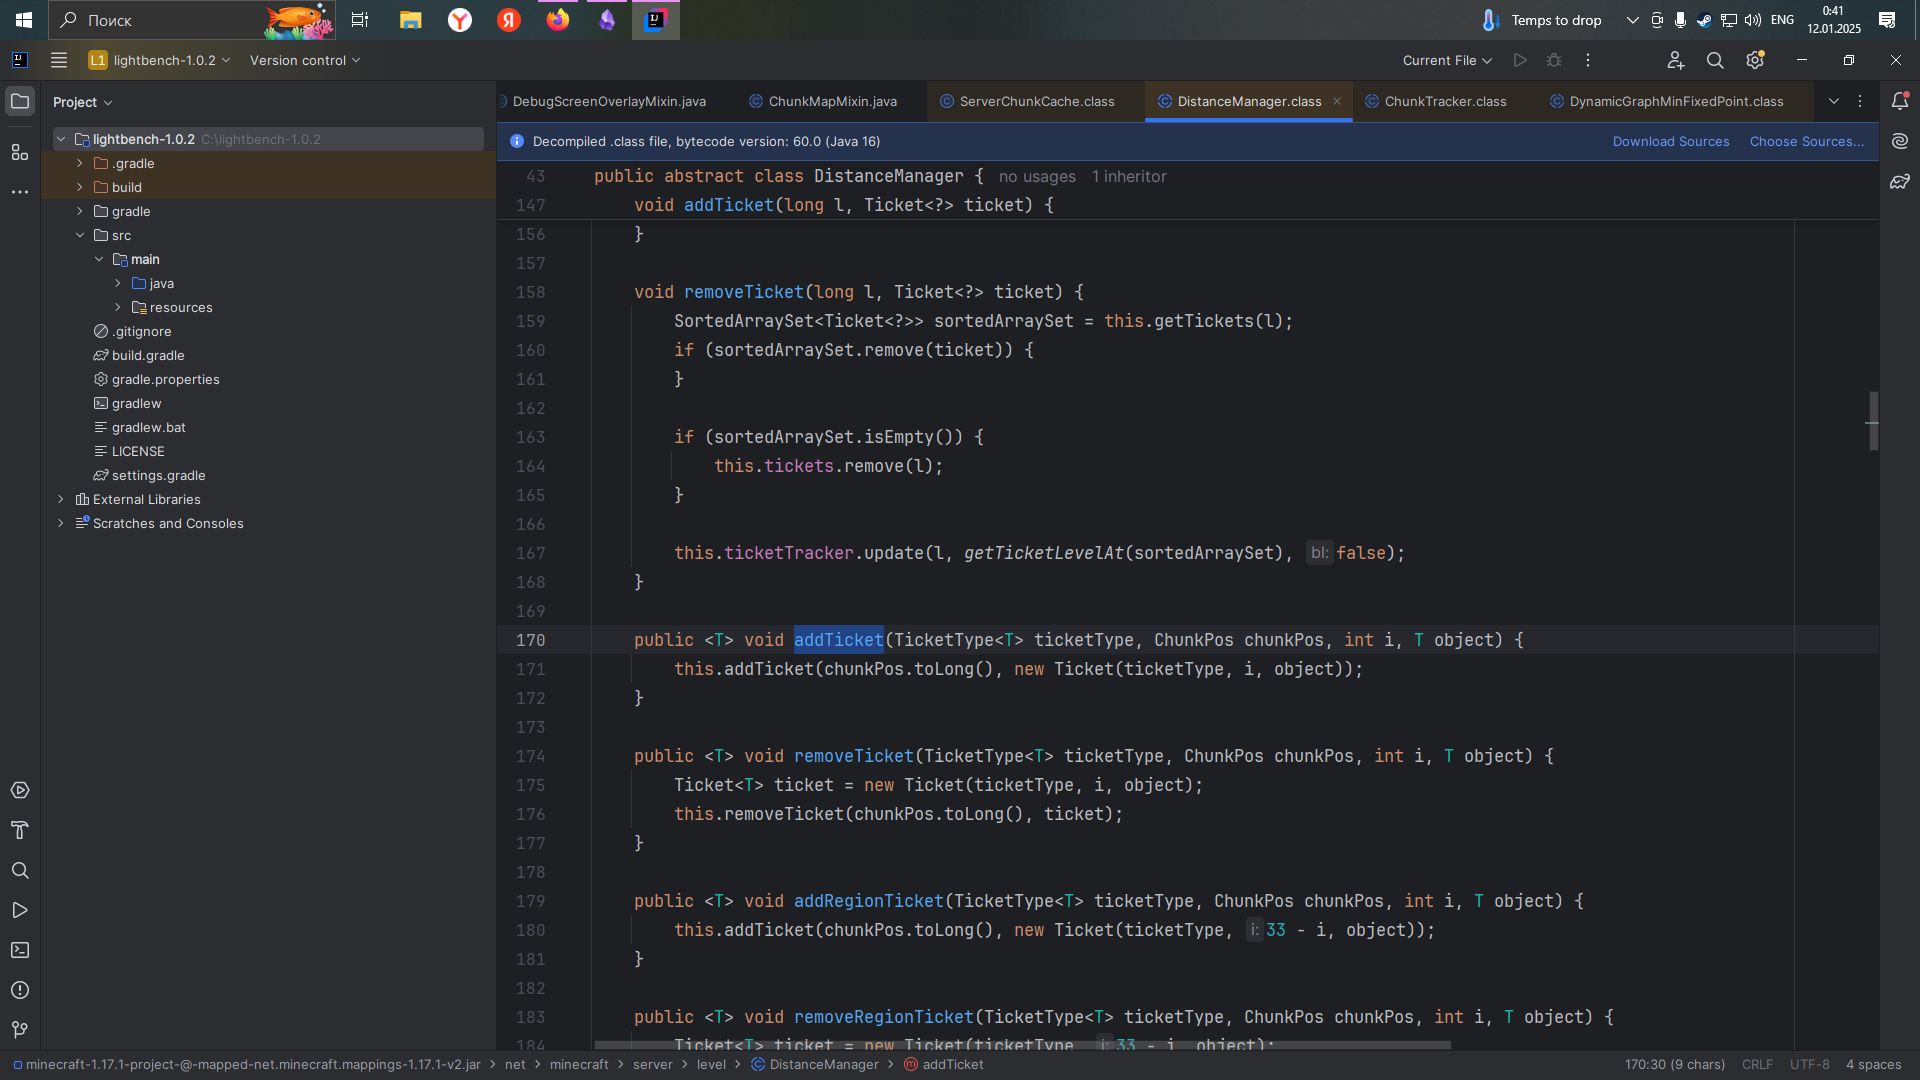 Поиск
Temps to drop
ENG
0:41
12.01.2025
L1 lightbench-1.0.2
Version control
Current File
Project
DebugScreenOverlayMixin.java
ChunkMapMixin.java
ServerChunkCache.class
DistanceManager.class
ChunkTracker.class
DynamicGraphMinFixedPoint.class
Decompiled .class file, bytecode version: 60.0 (Java 16)
Download Sources
Choose Sources...
lightbench-1.0.2 C:\lightbench-1.0.2
.gradle
build
gradle
src
main
java
resources
.gitignore
build.gradle
gradle.properties
gradlew
gradlew.bat
LICENSE
settings.gradle
External Libraries
Scratches and Consoles
43 public abstract class DistanceManager { no usages 1 inheritor
147 void addTicket(long l, Ticket<?> ticket) {
156 }
157
158 void removeTicket(long l, Ticket<?> ticket) {
159 SortedArraySet<Ticket<?>> sortedArraySet = this.getTickets(l);
160 if (sortedArraySet.remove(ticket)) {
161 }
162
163 if (sortedArraySet.isEmpty()) {
164 this.tickets.remove(l);
165 }
166
167 this.ticketTracker.update(l, getTicketLevelAt(sortedArraySet), bl: false);
168 }
169
170 public <T> void addTicket(TicketType<T> ticketType, ChunkPos chunkPos, int i, T object) {
171 this.addTicket(chunkPos.toLong(), new Ticket(ticketType, i, object));
172 }
173
174 public <T> void removeTicket(TicketType<T> ticketType, ChunkPos chunkPos, int i, T object) {
175 Ticket<T> ticket = new Ticket(ticketType, i, object);
176 this.removeTicket(chunkPos.toLong(), ticket);
177 }
178
179 public <T> void addRegionTicket(TicketType<T> ticketType, ChunkPos chunkPos, int i, T object) {
180 this.addTicket(chunkPos.toLong(), new Ticket(ticketType, i: 33 - i, object));
181 }
182
183 public <T> void removeRegionTicket(TicketType<T> ticketType, ChunkPos chunkPos, int i, T object) {
184 Ticket<T> ticket = new Ticket(ticketType, i: 33 - i, object);
minecraft-1.17.1-project-@-mapped-net.minecraft.mappings-1.17.1-v2.jar > net > minecraft > server > level > DistanceManager > addTicket
170:30 (9 chars)
CRLF
UTF-8
4 spaces